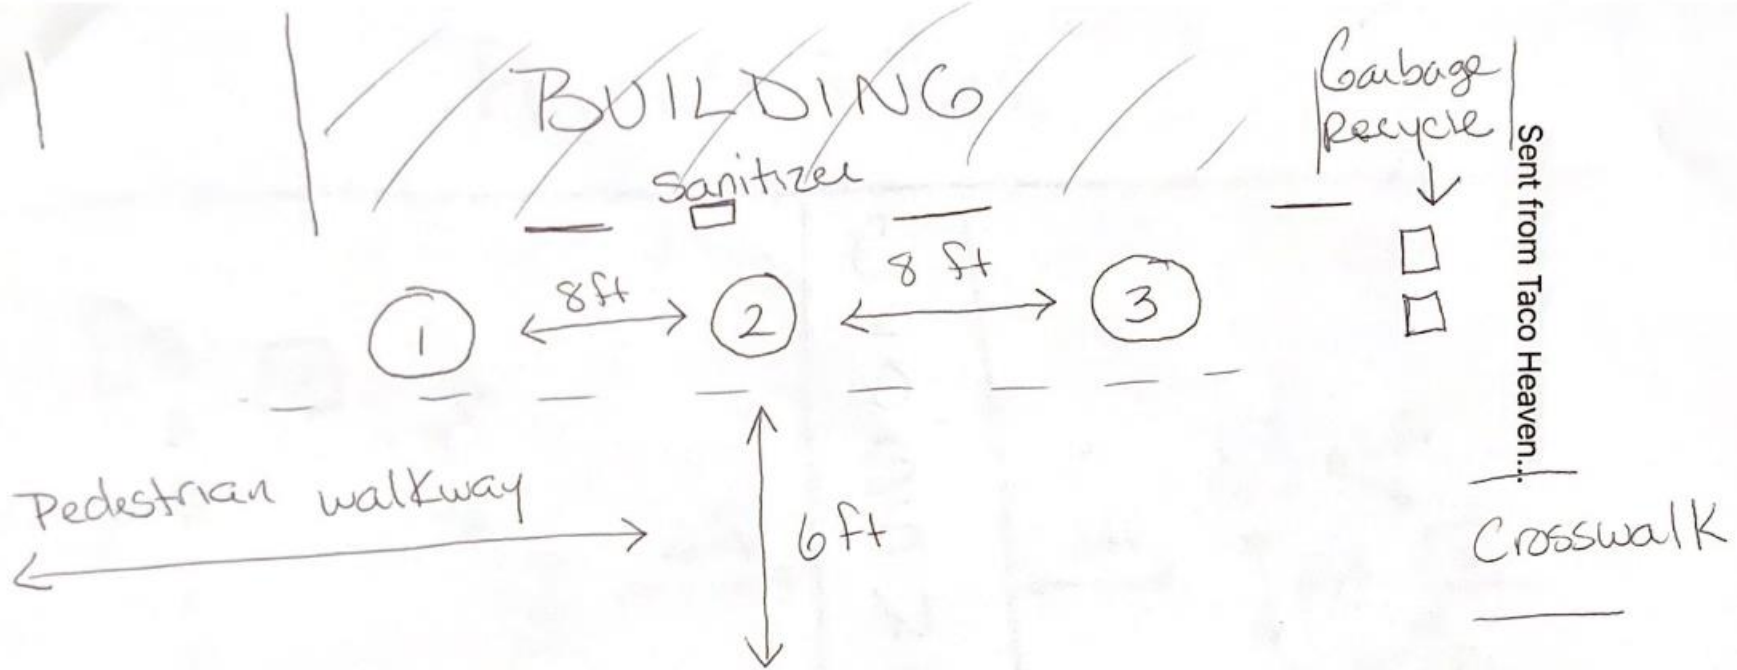 BUILDING
Sanitizer
Garbage
Recycle
Sent from Taco Heaven...
8ft
8 ft
1
2
3
Pedestrian walkway
6ft
Crosswalk